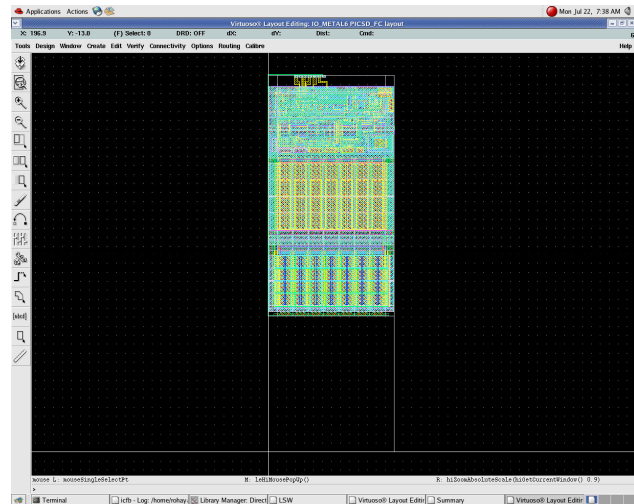 Applications Actions Mon Jul 22, 7:38 AM
Virtuoso® Layout Editing: IO_METAL6 PICSD_FC layout
X: 196.9 Y: -13.0 (F) Select: 0 DRD: OFF dX: dY: Dist: Cmd: 6
Tools Design Window Create Edit Verify Connectivity Options Routing Calibre Help
[abcd]
mouse L: mouseSingleSelectPt M: leHiMousePopUp() R: hiZoomAbsoluteScale(hiGetCurrentWindow() 0.9)
>
Terminal icfb - Log: /home/rohay Library Manager: Direct LSW Virtuoso® Layout Editir Summary Virtuoso® Layout Editir